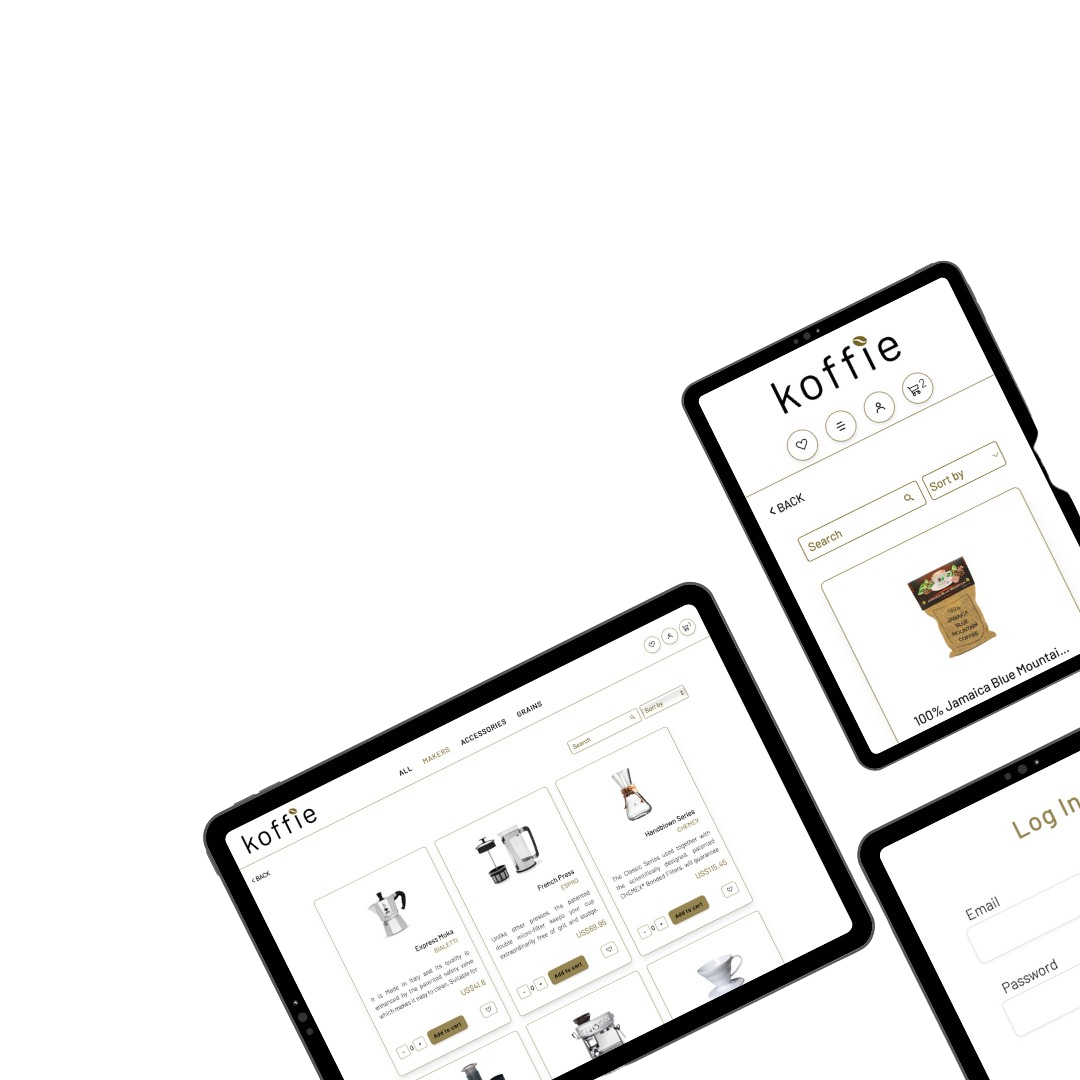 koffie
2
BACK
Search
Sort by
100%
JAMAICA
BLUE
MOUNTAIN
COFFEE
100% Jamaica Blue Mountai...
koffie
ALL
MAKERS
ACCESSORIES
GRAINS
BACK
Search
Sort by
Express Moka
BIALETTI
It is Made in Italy and its quality is
enhanced by the patented safety valve
which makes it easy to clean. Suitable for
US$41.6
- 0 +
Add to cart
French Press
ESPRO
Unlike other presses, the patented
double micro-filter keeps your cup
extraordinarily free of grit and sludge.
US$69.95
- 0 +
Add to cart
Handblown Series
CHEMEX
The Classic Series used together with
the scientifically designed, patented
CHEMEX® Bonded Filters, will guarantee
US$115.45
- 0 +
Add to cart
Log In
Email
Password